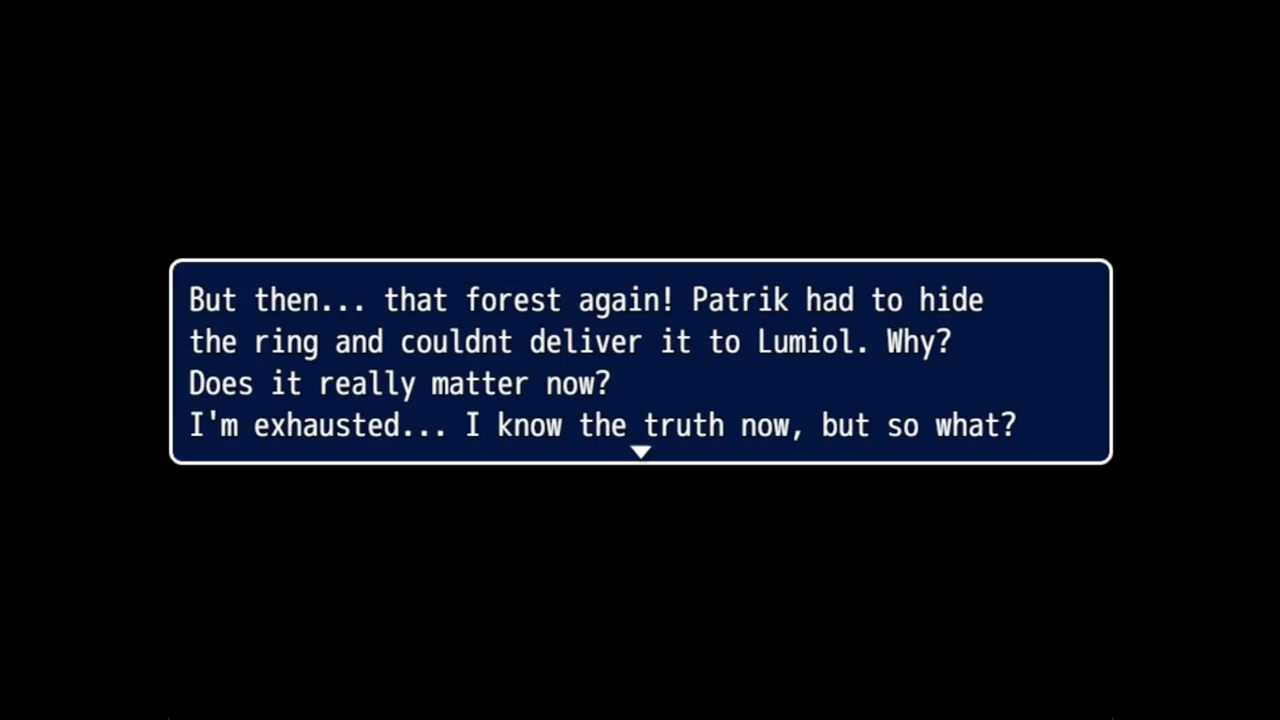 But then... that forest again! Patrik had to hide
the ring and couldnt deliver it to Lumiol. Why?
Does it really matter now?
I'm exhausted... I know the truth now, but so what?